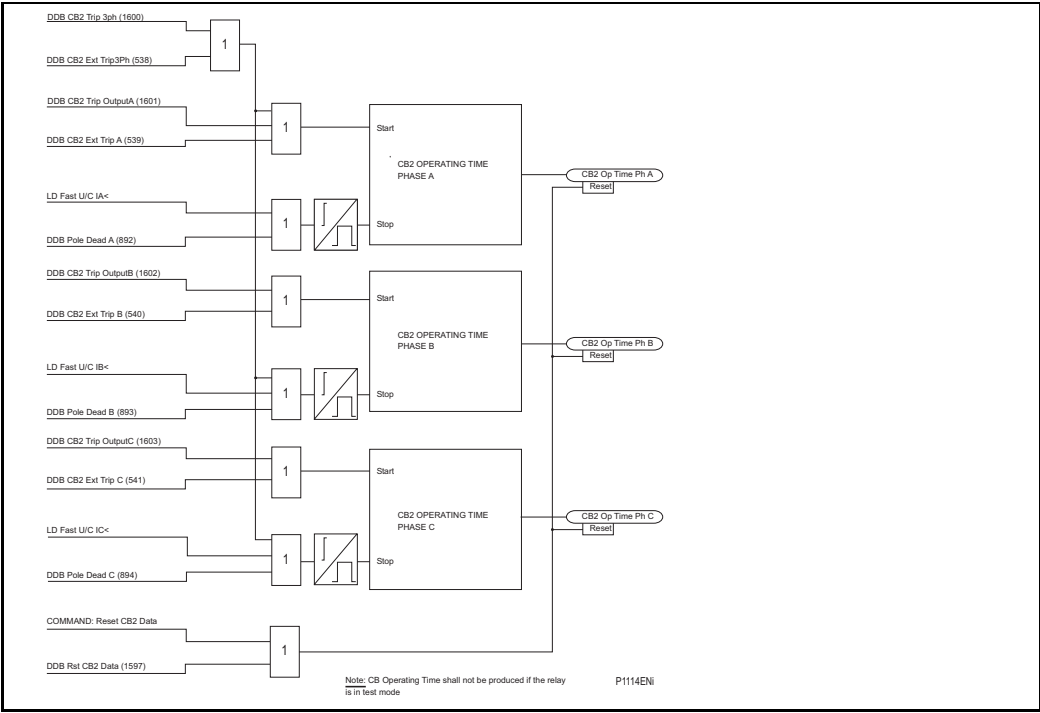 DDB CB2 Trip 3ph (1600)
1
DDB CB2 Ext Trip3Ph (538)
DDB CB2 Trip OutputA (1601)
1
Start
DDB CB2 Ext Trip A (539)
CB2 OPERATING TIME
PHASE A
CB2 Op Time Ph A
Reset
LD Fast U/C IA<
1
Stop
DDB Pole Dead A (892)
DDB CB2 Trip OutputB (1602)
1
Start
DDB CB2 Ext Trip B (540)
CB2 OPERATING TIME
PHASE B
CB2 Op Time Ph B
Reset
LD Fast U/C IB<
1
Stop
DDB Pole Dead B (893)
DDB CB2 Trip OutputC (1603)
1
Start
DDB CB2 Ext Trip C (541)
CB2 OPERATING TIME
PHASE C
CB2 Op Time Ph C
Reset
LD Fast U/C IC<
1
Stop
DDB Pole Dead C (894)
COMMAND: Reset CB2 Data
1
DDB Rst CB2 Data (1597)
Note: CB Operating Time shall not be produced if the relay
is in test mode
P1114ENi